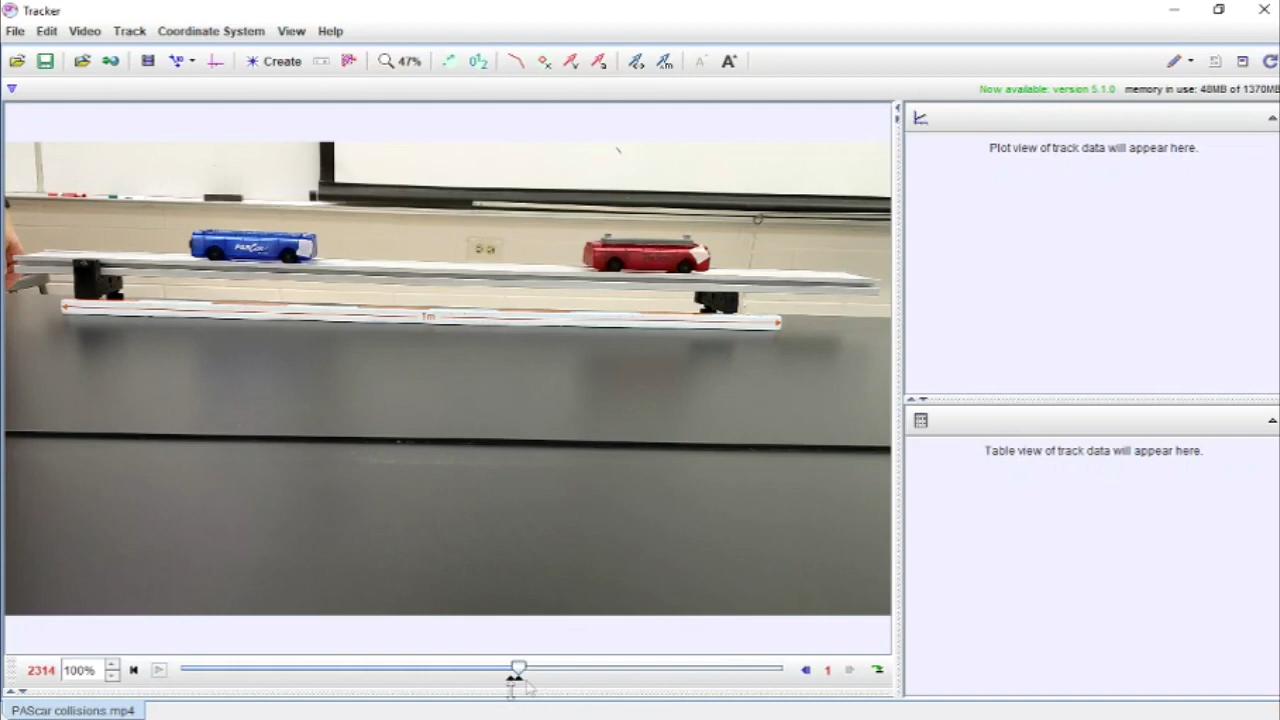 Tracker
File Edit Video Track Coordinate System View Help
Create 47%
Now available: version 5.1.0 memory in use: 48MB of 1370MB
Plot view of track data will appear here.
1m
Table view of track data will appear here.
2314 100% 1
PAScar collisions.mp4